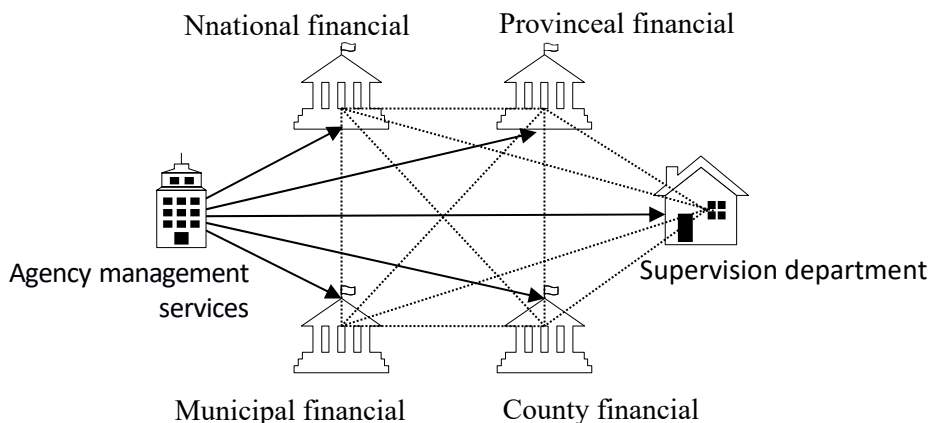 Nnational financial
Provinceal financial
Agency management
services
Supervision department
Municipal financial
County financial